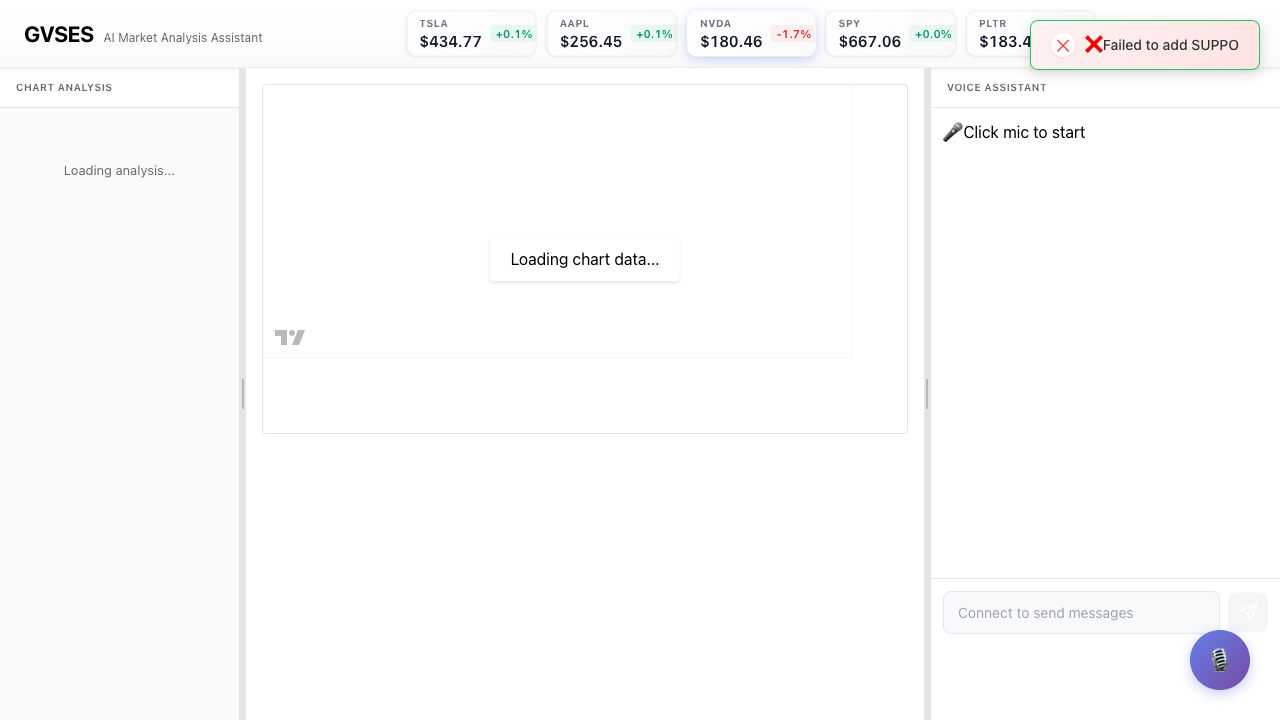 GVSES AI Market Analysis Assistant
TSLA
$434.77 +0.1%
AAPL
$256.45 +0.1%
NVDA
$180.46 -1.7%
SPY
$667.06 +0.0%
PLTR
$183.4
❌Failed to add SUPPO
CHART ANALYSIS
Loading analysis...
Loading chart data...
VOICE ASSISTANT
🎤Click mic to start
Connect to send messages